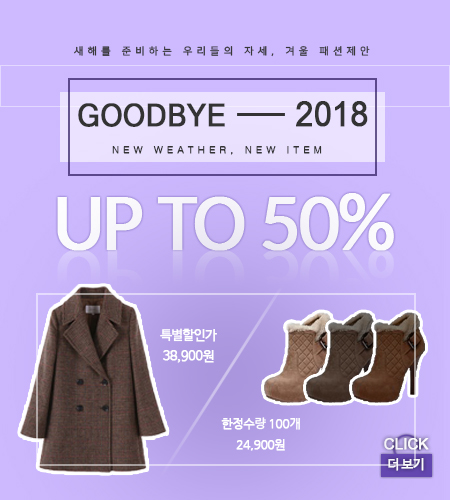 새해를 준비하는 우리들의 자세, 겨울 패션제안
GOODBYE — 2018
NEW WEATHER, NEW ITEM
UP TO 50%
특별할인가
38,900원
한정수량 100개
24,900원
CLICK
더보기